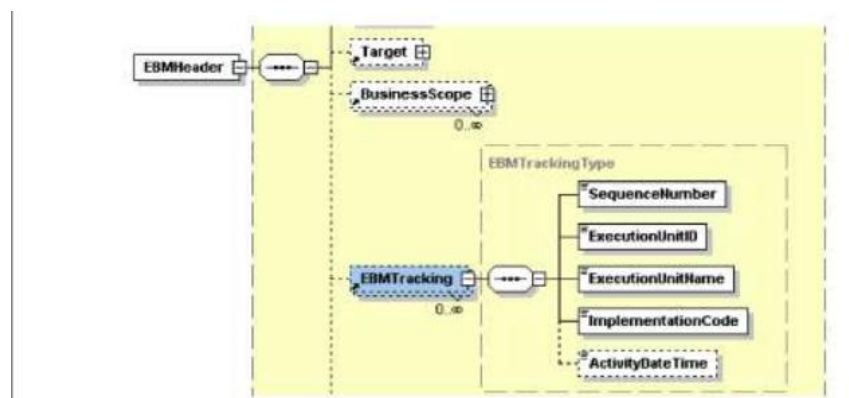 Target
EBMHeader
BusinessScope
0..∞
EBMTrackingType
SequenceNumber
ExecutionUnitID
EBMTracking
ExecutionUnitName
0..∞
ImplementationCode
ActivityDateTime